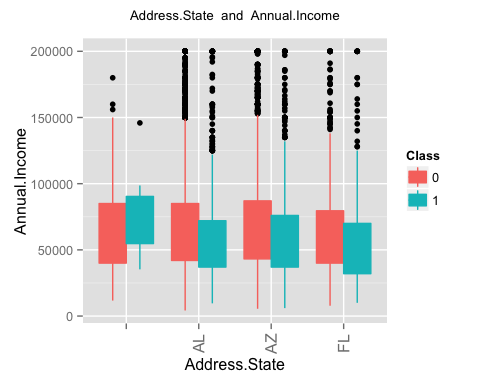 Address.State and Annual.Income
200000
150000
100000
50000
0
Annual.Income
AL
AZ
FL
Address.State
Class
0
1